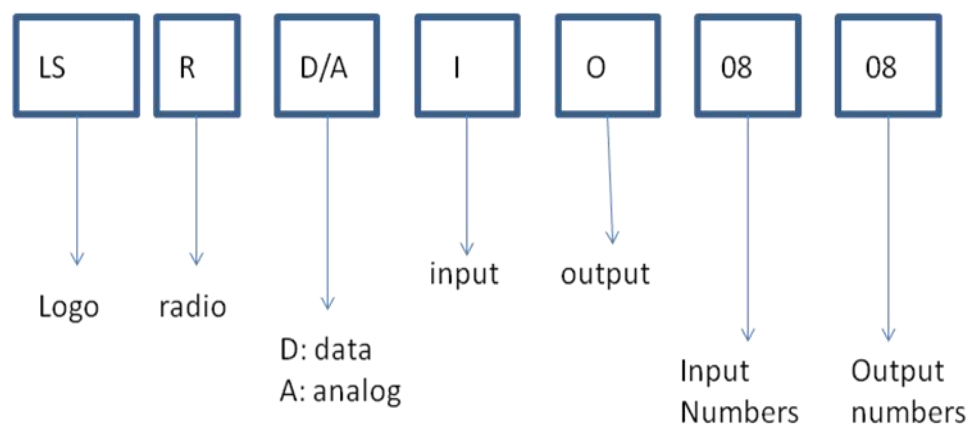 LS R D/A I O 08 08
input output
Logo radio
D: data
A: analog
Input
Numbers
Output
numbers